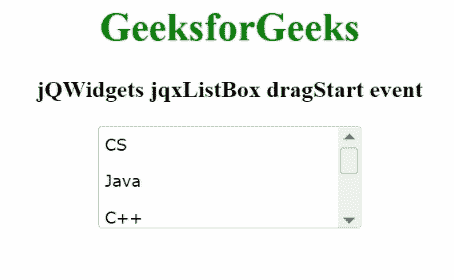 GeeksforGeeks
jQWidgets jqxListBox dragStart event
CS
Java
C++